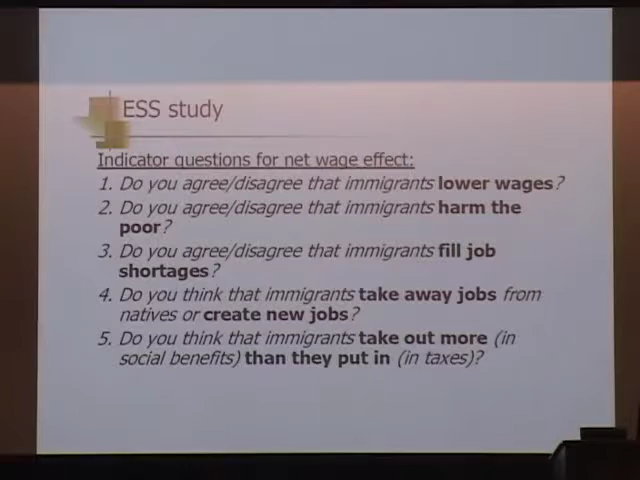 ESS study
Indicator questions for net wage effect:
1. Do you agree/disagree that immigrants lower wages?
2. Do you agree/disagree that immigrants harm the
poor?
3. Do you agree/disagree that immigrants fill job
shortages?
4. Do you think that immigrants take away jobs from
natives or create new jobs?
5. Do you think that immigrants take out more (in
social benefits) than they put in (in taxes)?